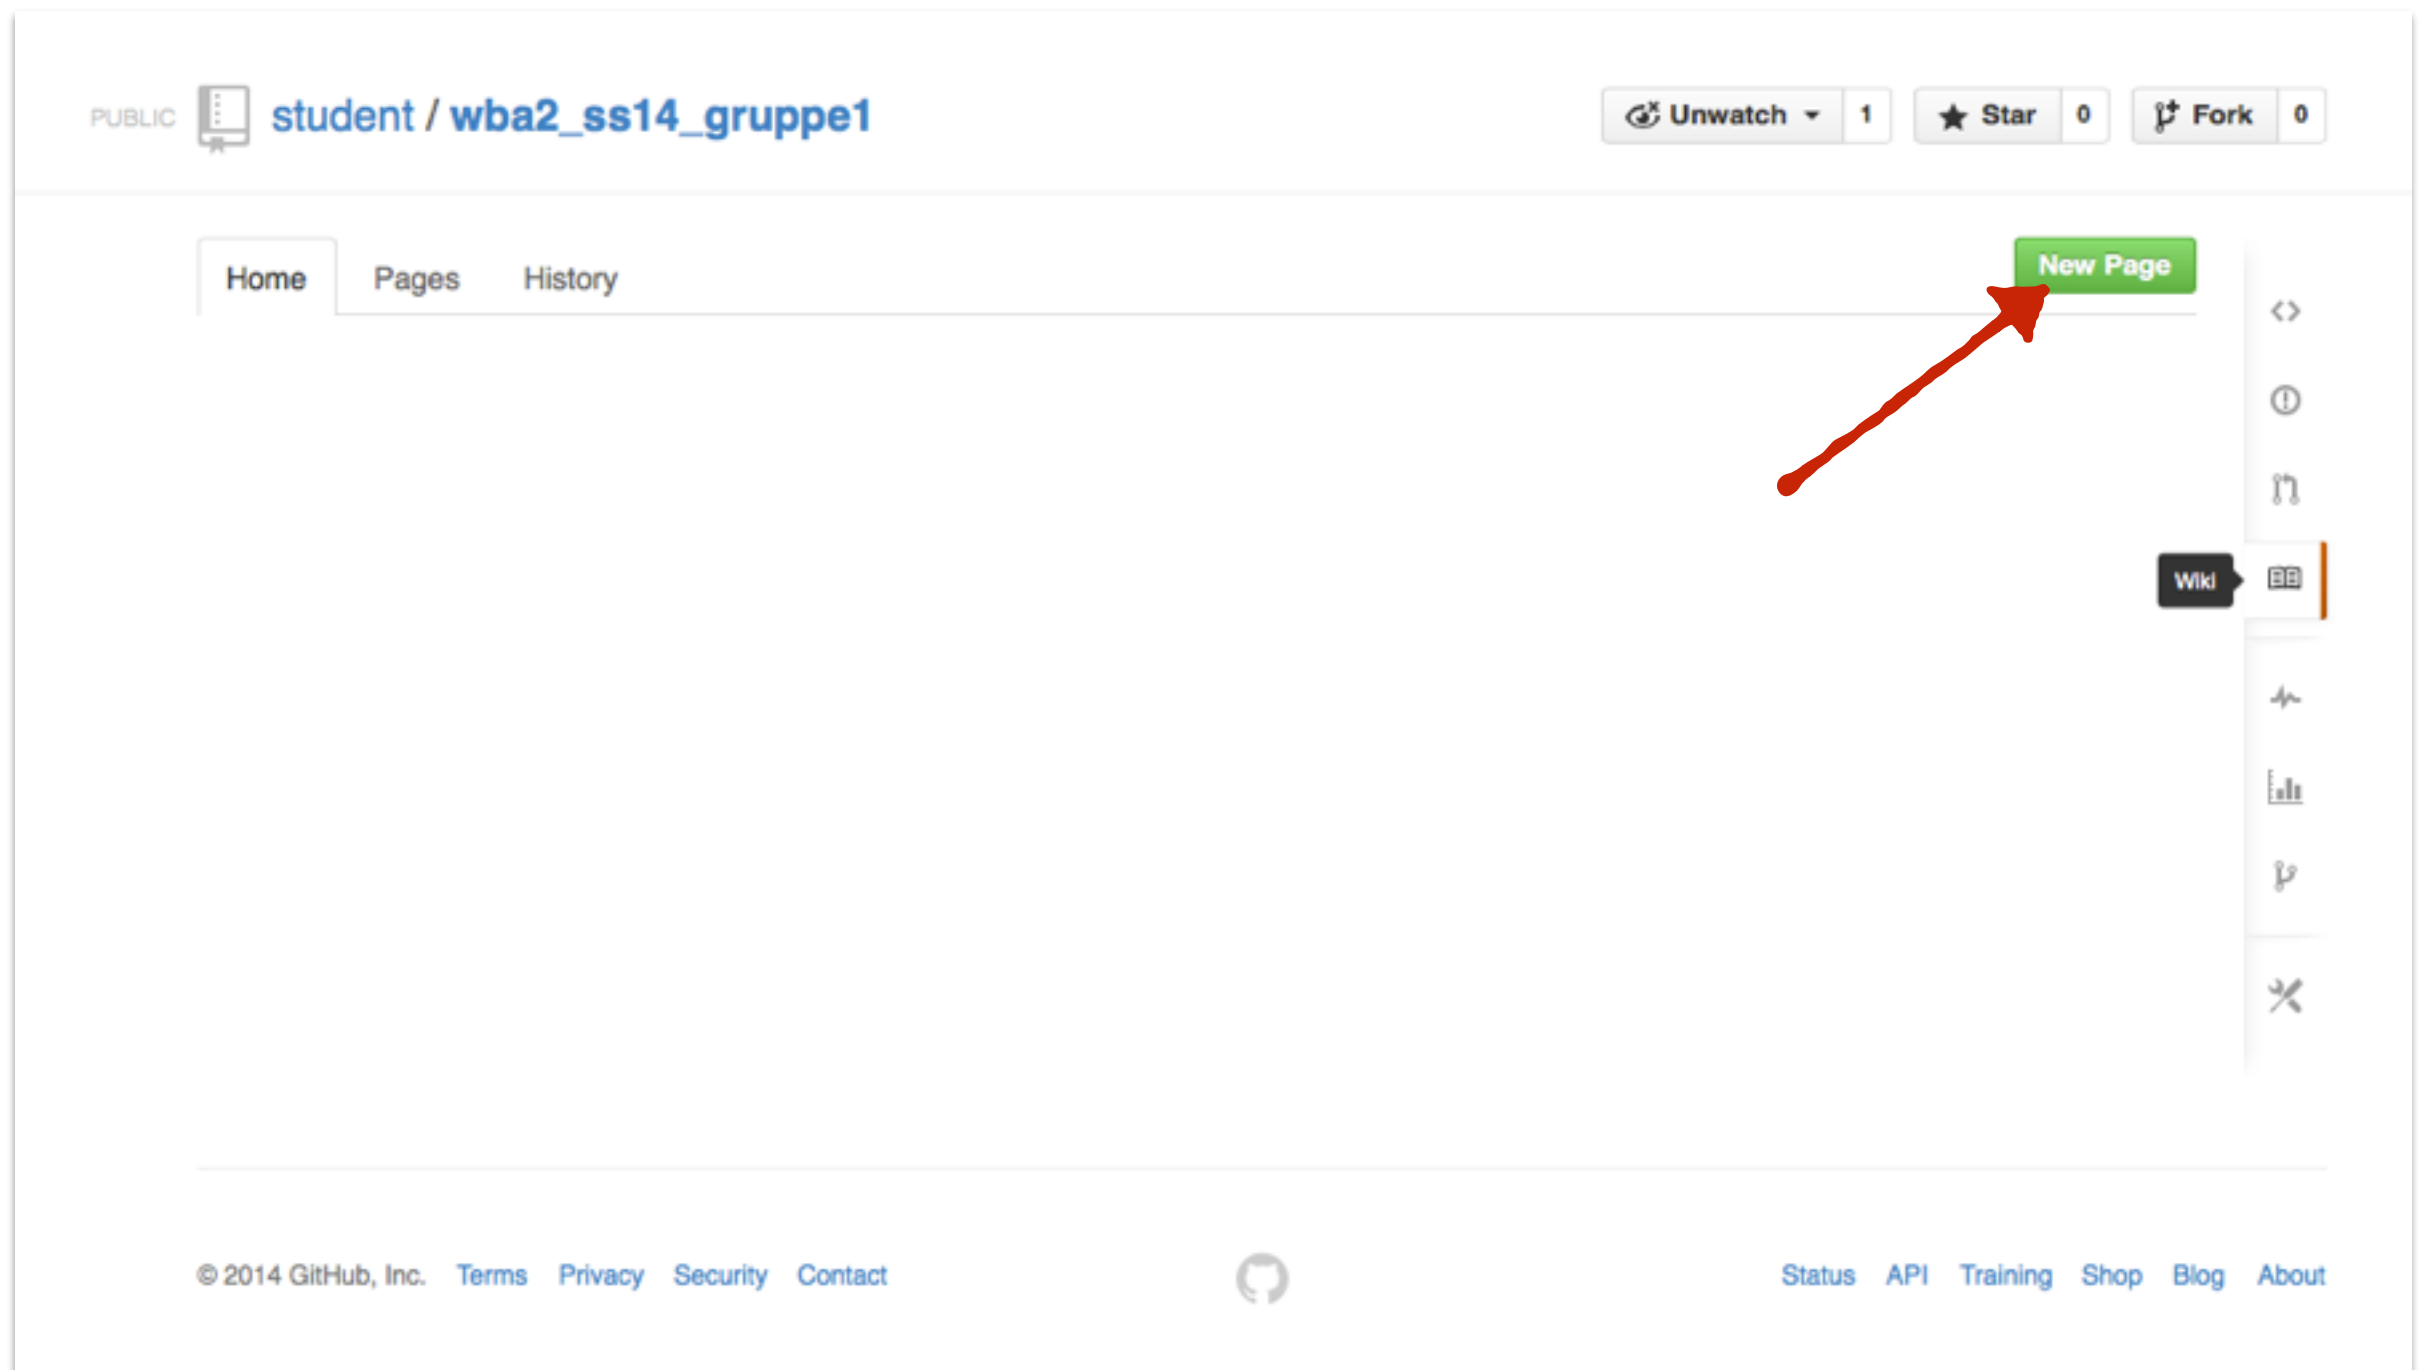 PUBLIC student / wba2_ss14_gruppe1 Unwatch 1 Star 0 Fork 0
Home Pages History New Page
Wiki
© 2014 GitHub, Inc. Terms Privacy Security Contact Status API Training Shop Blog About